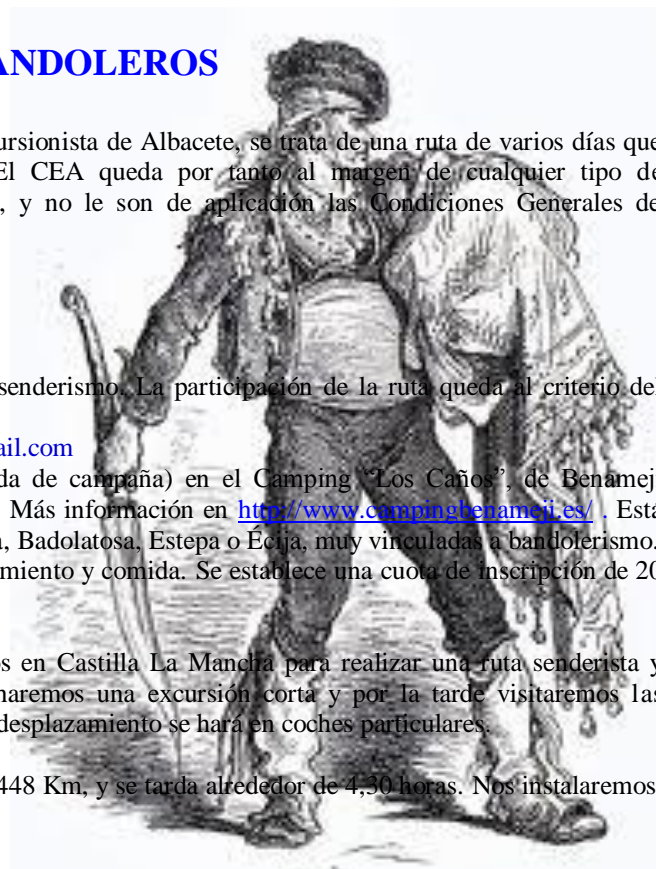 ANDOLEROS
ursionista de Albacete, se trata de una ruta de varios días que
El CEA queda por tanto al margen de cualquier tipo de
, y no le son de aplicación las Condiciones Generales de
senderismo. La participación de la ruta queda al criterio del
ail.com
da de campaña) en el Camping “Los Caños”, de Benamejí
. Más información en http://www.campingbenameji.es/ . Está
a, Badolatosa, Estepa o Écija, muy vinculadas a bandolerismo.
amiento y comida. Se establece una cuota de inscripción de 20
os en Castilla La Mancha para realizar una ruta senderista y
naremos una excursión corta y por la tarde visitaremos las
desplazamiento se hará en coches particulares.
448 Km, y se tarda alrededor de 4,30 horas. Nos instalaremos